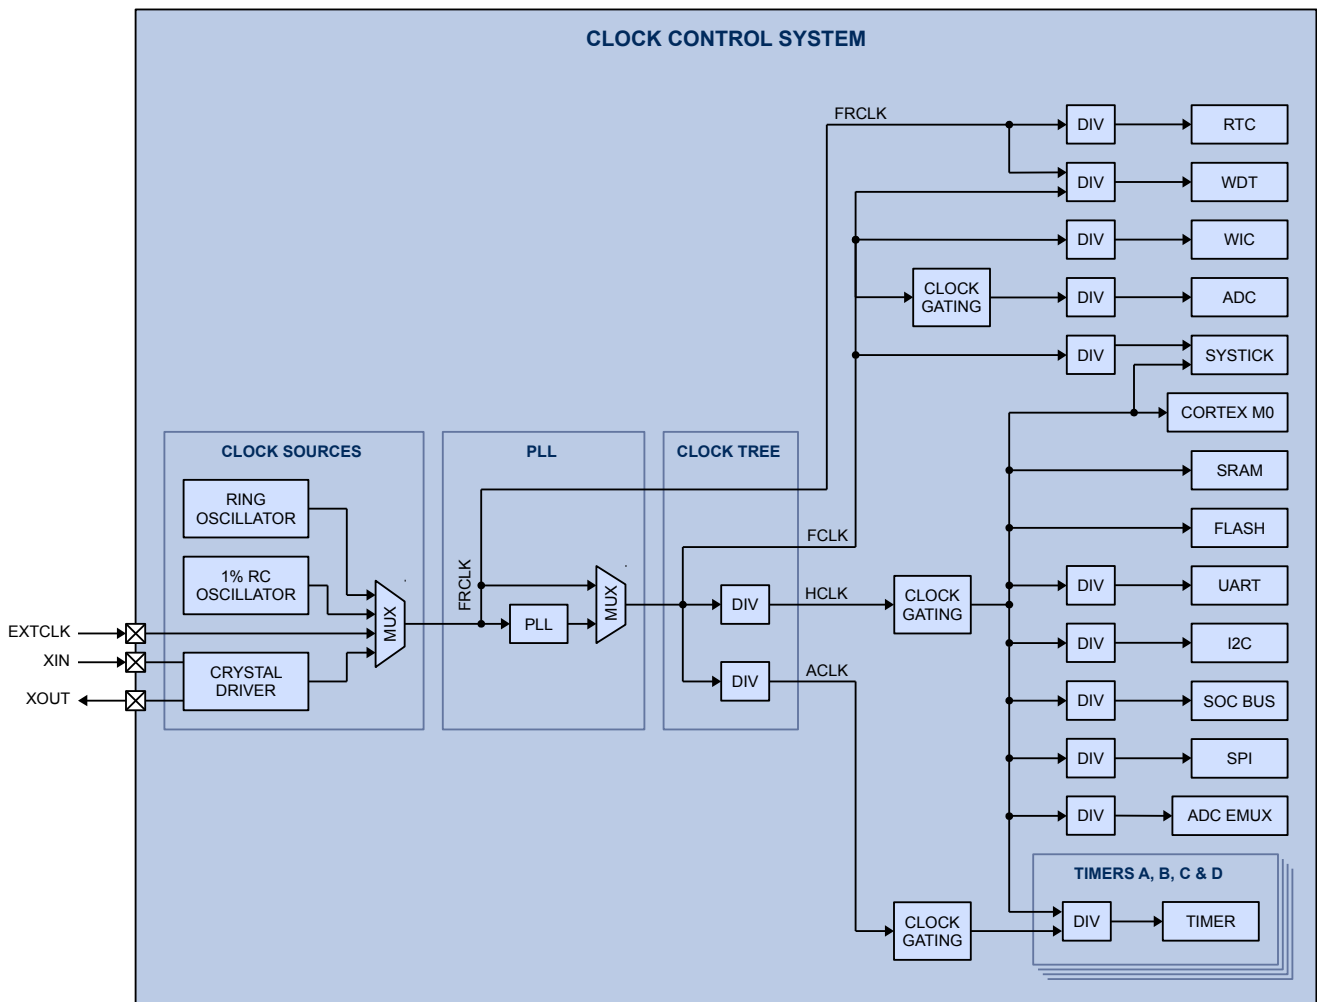 CLOCK CONTROL SYSTEM
FRCLK
DIV
RTC
DIV
WDT
DIV
WIC
CLOCK
GATING
DIV
ADC
DIV
SYSTICK
CORTEX M0
CLOCK SOURCES
PLL
CLOCK TREE
SRAM
RING
OSCILLATOR
FLASH
FCLK
1% RC
OSCILLATOR
MUX
FRCLK
PLL
MUX
DIV
HCLK
CLOCK
GATING
DIV
UART
EXTCLK
XIN
XOUT
CRYSTAL
DRIVER
DIV
ACLK
DIV
I2C
DIV
SOC BUS
DIV
SPI
DIV
ADC EMUX
TIMERS A, B, C & D
CLOCK
GATING
DIV
TIMER